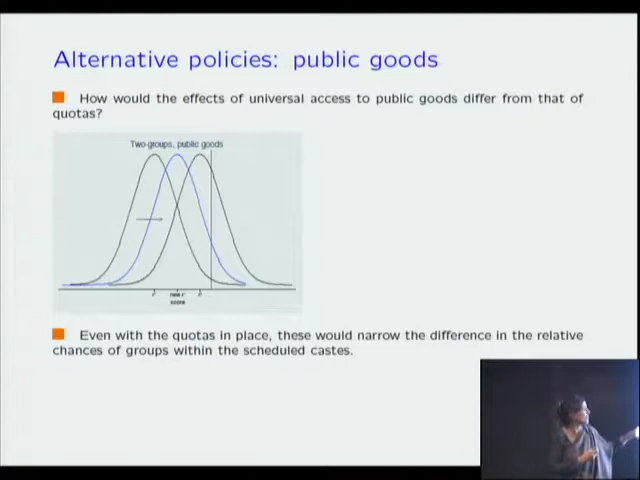 Alternative policies: public goods
How would the effects of universal access to public goods differ from that of
quotas?
Two-groups, public goods
new r'
score
Even with the quotas in place, these would narrow the difference in the relative
chances of groups within the scheduled castes.